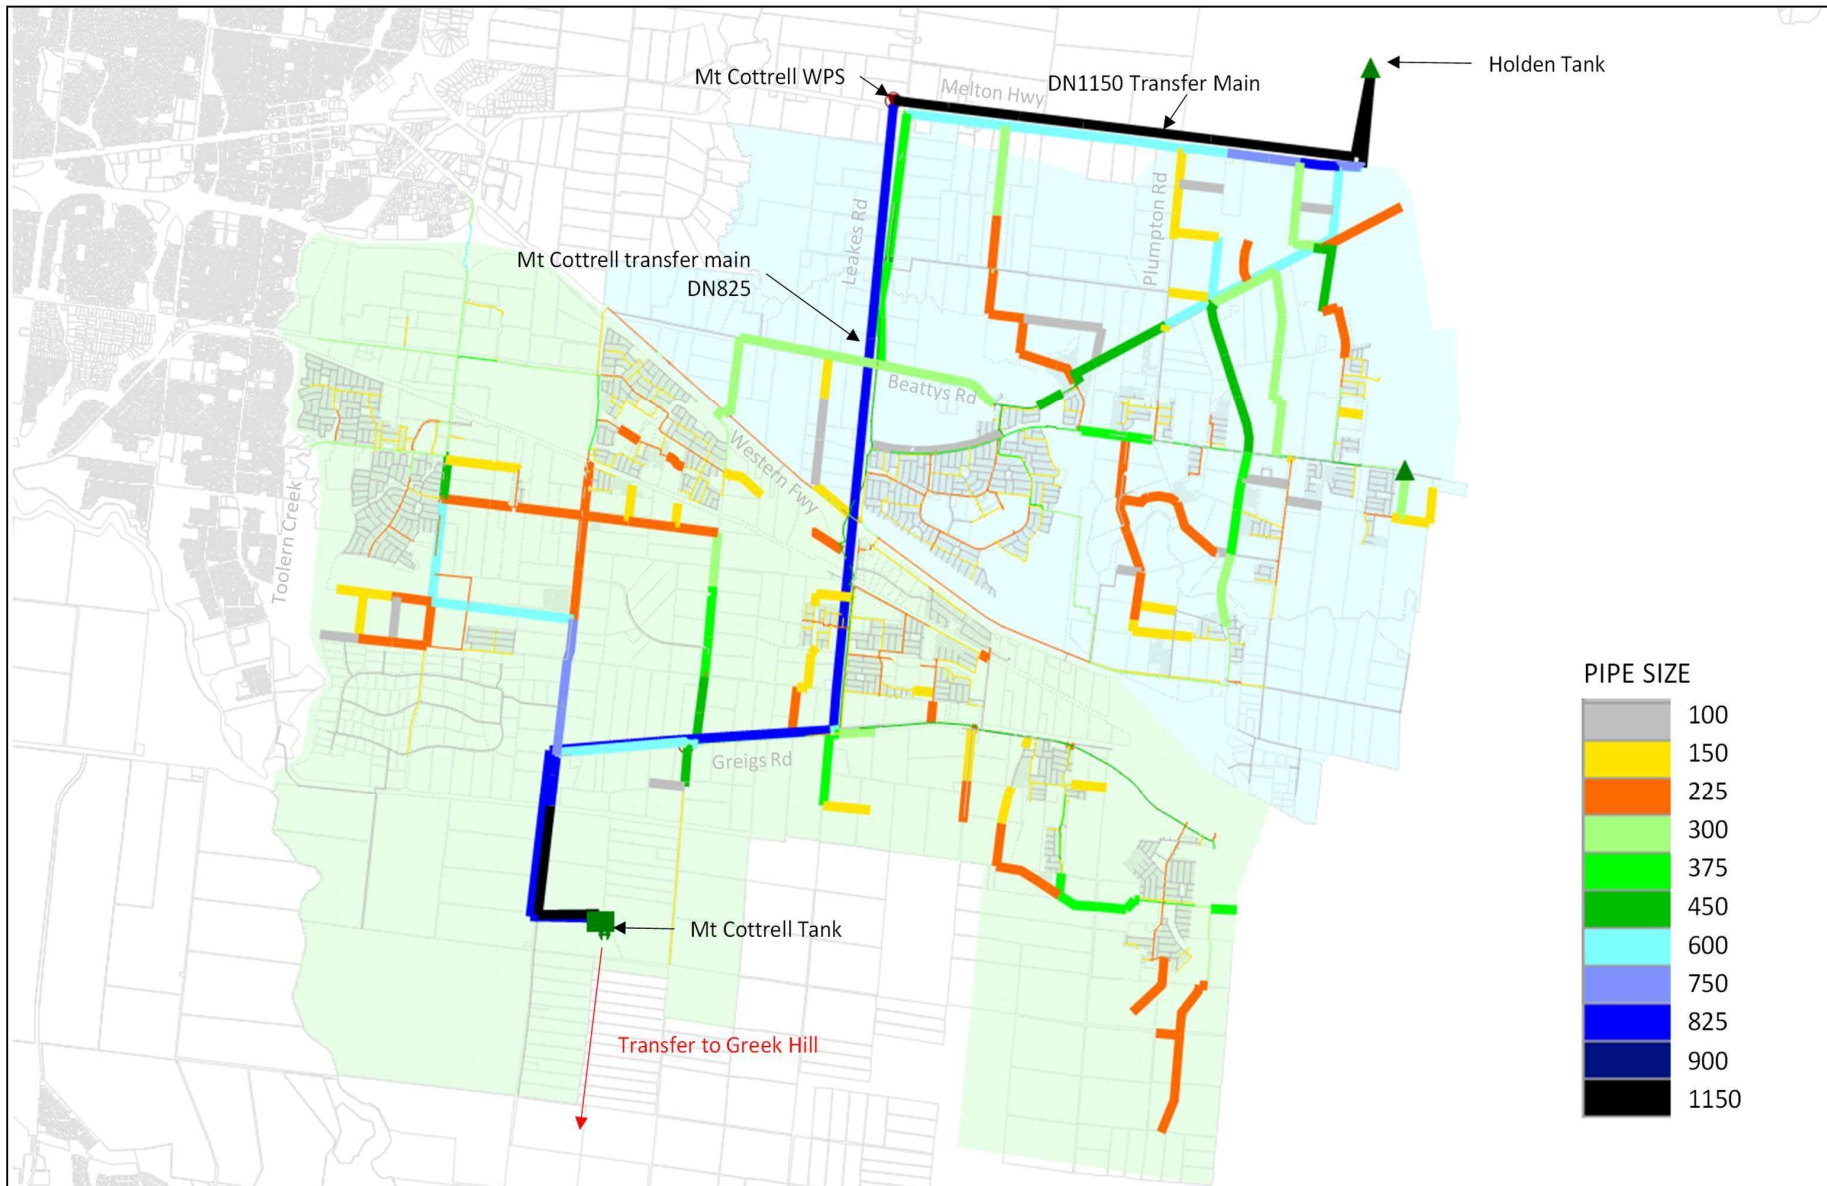 Holden Tank
Mt Cottrell WPS
Melton Hwy
DN1150 Transfer Main
Plumpton Rd
Leakes Rd
Mt Cottrell transfer main
DN825
Beattys Rd
Western Fwy
Toolern Creek
Greigs Rd
Mt Cottrell Tank
Transfer to Greek Hill
PIPE SIZE
100
150
225
300
375
450
600
750
825
900
1150